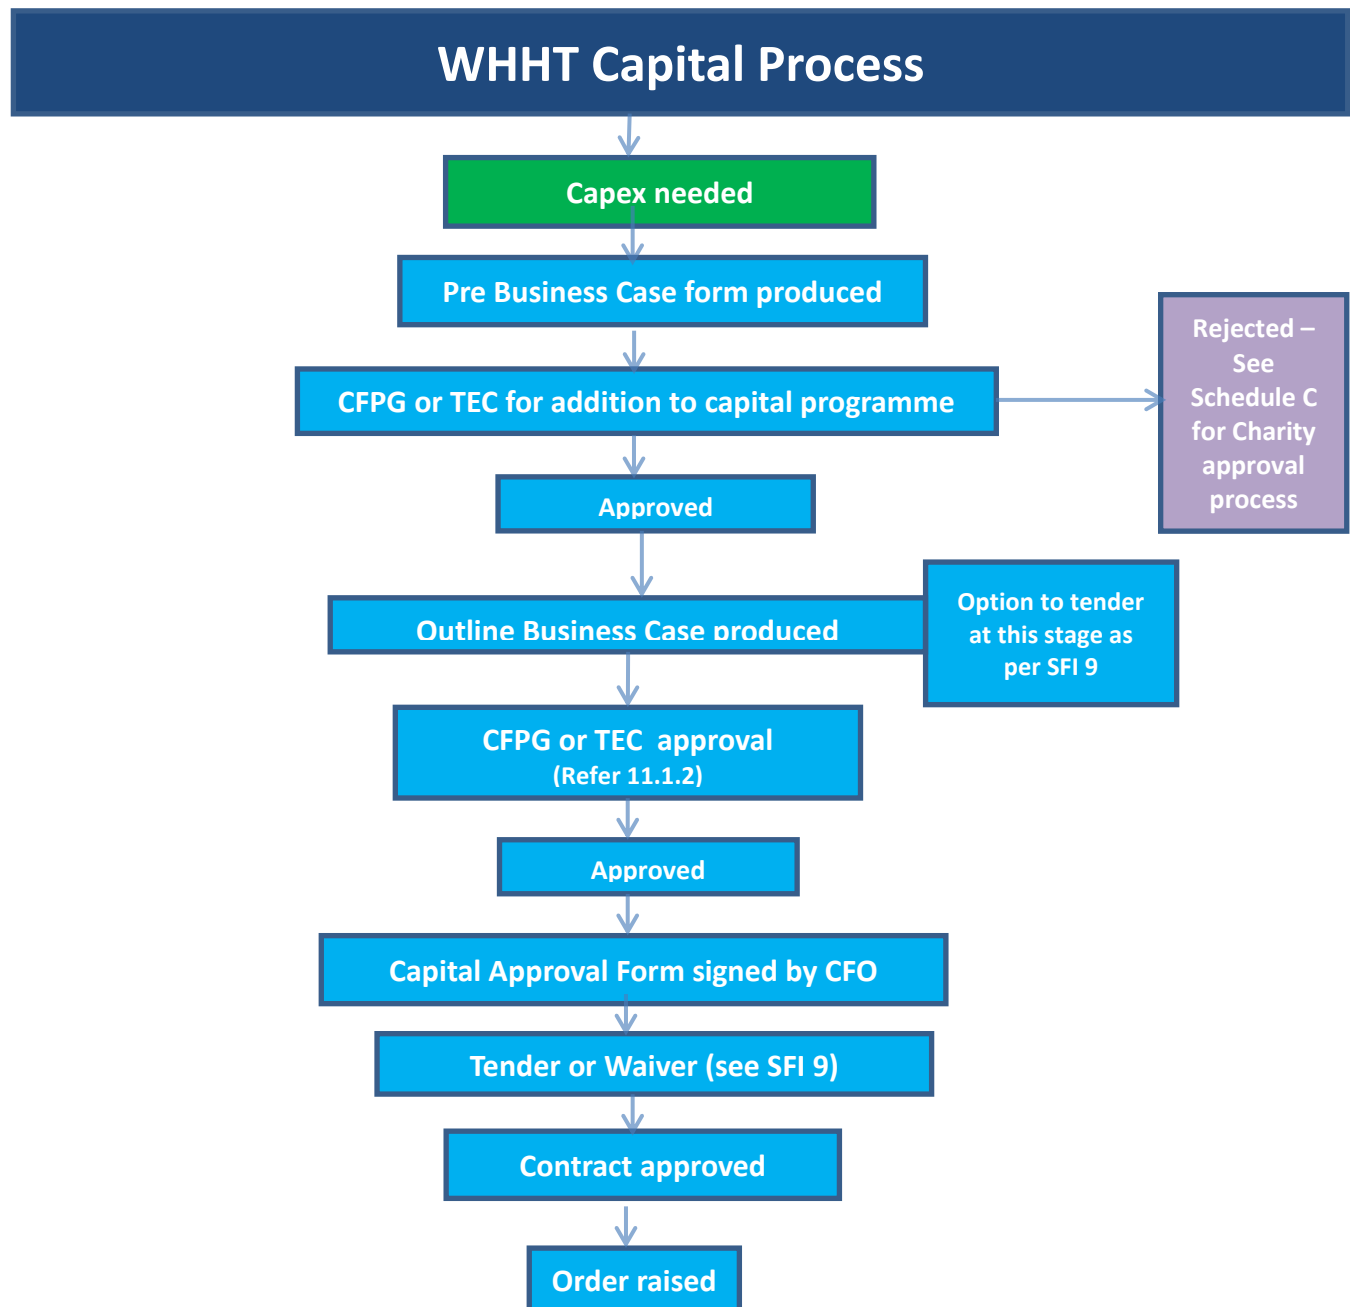 WHHT Capital Process
Capex needed
Pre Business Case form produced
CFPG or TEC for addition to capital programme
Rejected –
See
Schedule C
for Charity
approval
process
Approved
Outline Business Case produced
Option to tender
at this stage as
per SFI 9
CFPG or TEC approval
(Refer 11.1.2)
Approved
Capital Approval Form signed by CFO
Tender or Waiver (see SFI 9)
Contract approved
Order raised